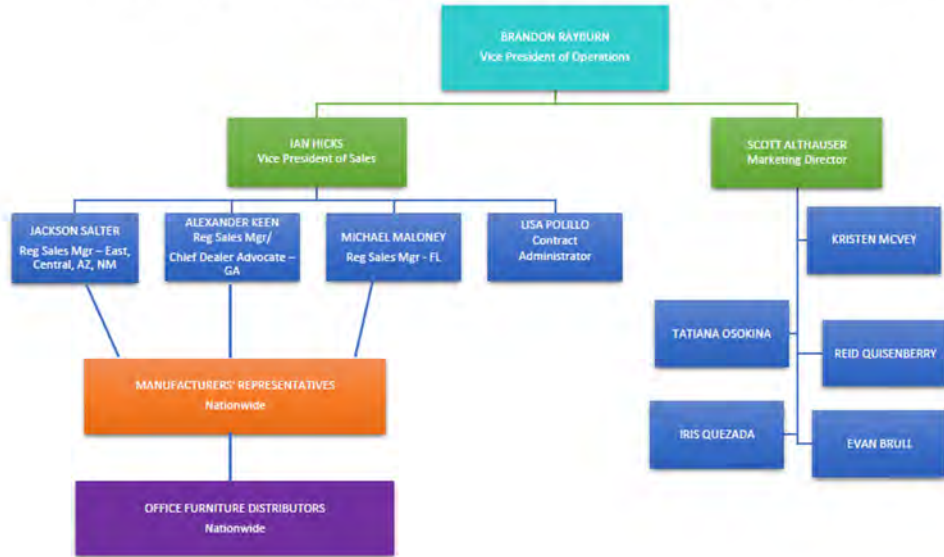 BRANDON RAYBURN
Vice President of Operations
IAN HICKS
Vice President of Sales
SCOTT ALTHAUSER
Marketing Director
JACKSON SALTER
Reg Sales Mgr – East,
Central, AZ, NM
ALEXANDER KEEN
Reg Sales Mgr/
Chief Dealer Advocate –
GA
MICHAEL MALONEY
Reg Sales Mgr - FL
LISA POLILLO
Contract
Administrator
KRISTEN MCVEY
TATIANA OSOKINA
REID QUISENBERRY
IRIS QUEZADA
EVAN BRULL
MANUFACTURERS' REPRESENTATIVES
Nationwide
OFFICE FURNITURE DISTRIBUTORS
Nationwide